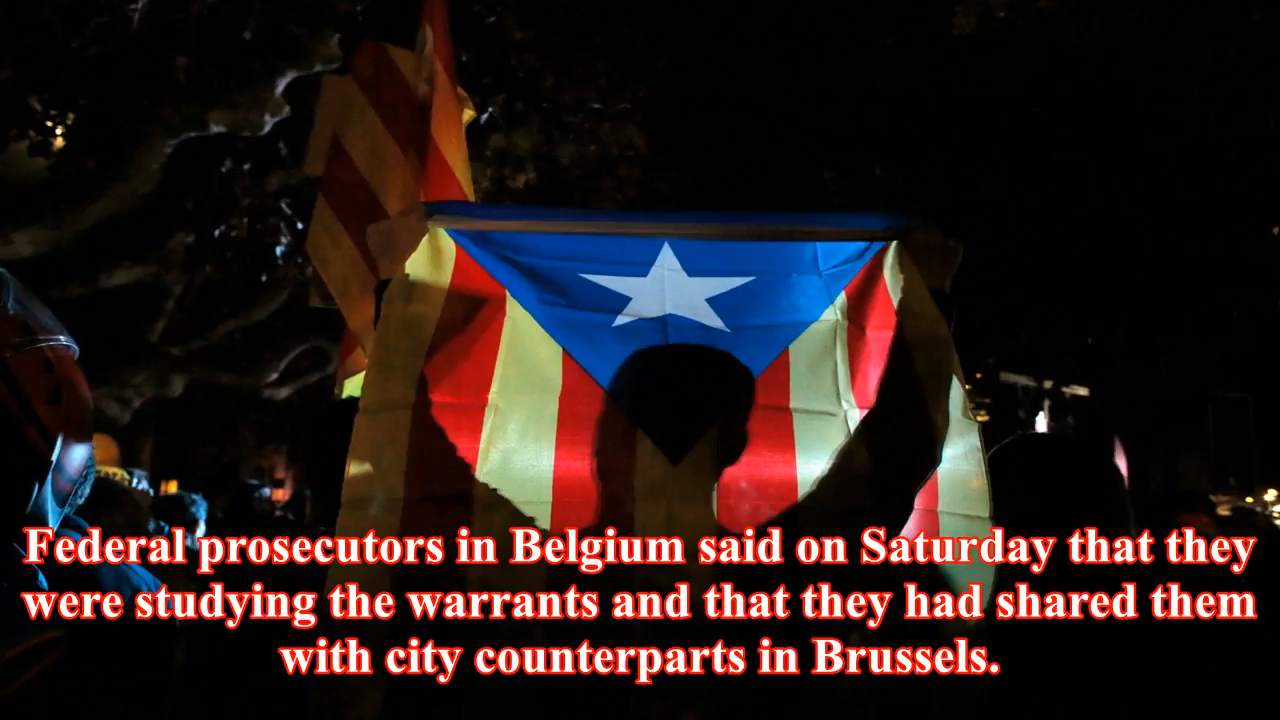 Federal prosecutors in Belgium said on Saturday that they
were studying the warrants and that they had shared them
with city counterparts in Brussels.